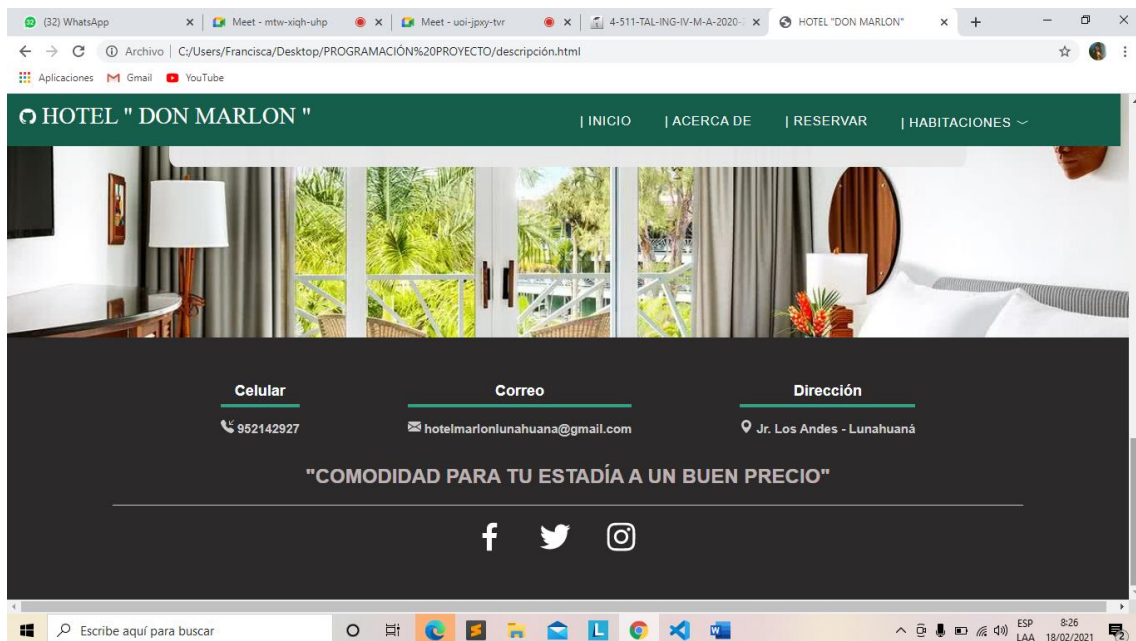 (32) WhatsApp
Meet - mtw-xiqh-uhp
Meet - uoi-jpxy-tvr
4-511-TAL-ING-IV-M-A-2020-
HOTEL "DON MARLON"
Archivo | C:/Users/Francisca/Desktop/PROGRAMACIÓN%20PROYECTO/descripción.html
Aplicaciones Gmail YouTube
HOTEL " DON MARLON "
| INICIO | ACERCA DE | RESERVAR | HABITACIONES
Celular Correo Dirección
952142927 hotelmarlonlunahuana@gmail.com Jr. Los Andes - Lunahuaná
"COMODIDAD PARA TU ESTADÍA A UN BUEN PRECIO"
Escribe aquí para buscar
ESP 8:26
LAA 18/02/2021